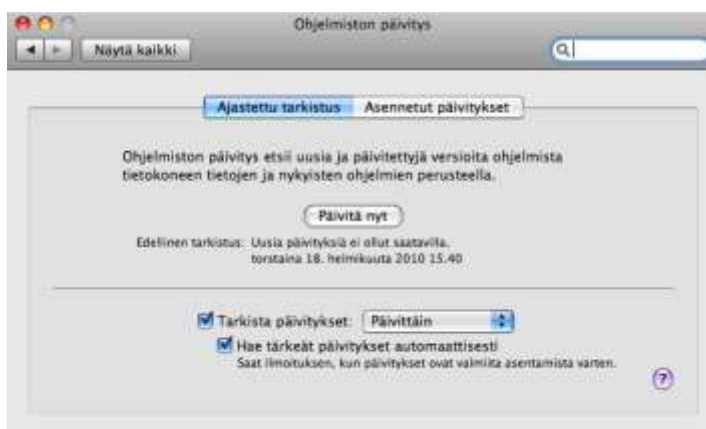 Ohjelmiston päivitys
Näytä kaikki
Ajastettu tarkistus Asennetut päivitykset
Ohjelmiston päivitys etsii uusia ja päivitettyjä versioita ohjelmista
tietokoneen tietojen ja nykyisten ohjelmien perusteella.
Päivitä nyt
Edellinen tarkistus: Uusia päivityksiä ei ollut saatavilla.
torstaina 18. helmikuuta 2010 15.40
Tarkista päivitykset: Päivittäin
Hae tärkeät päivitykset automaattisesti
Saat ilmoituksen, kun päivitykset ovat valmiita asentamista varten.
?